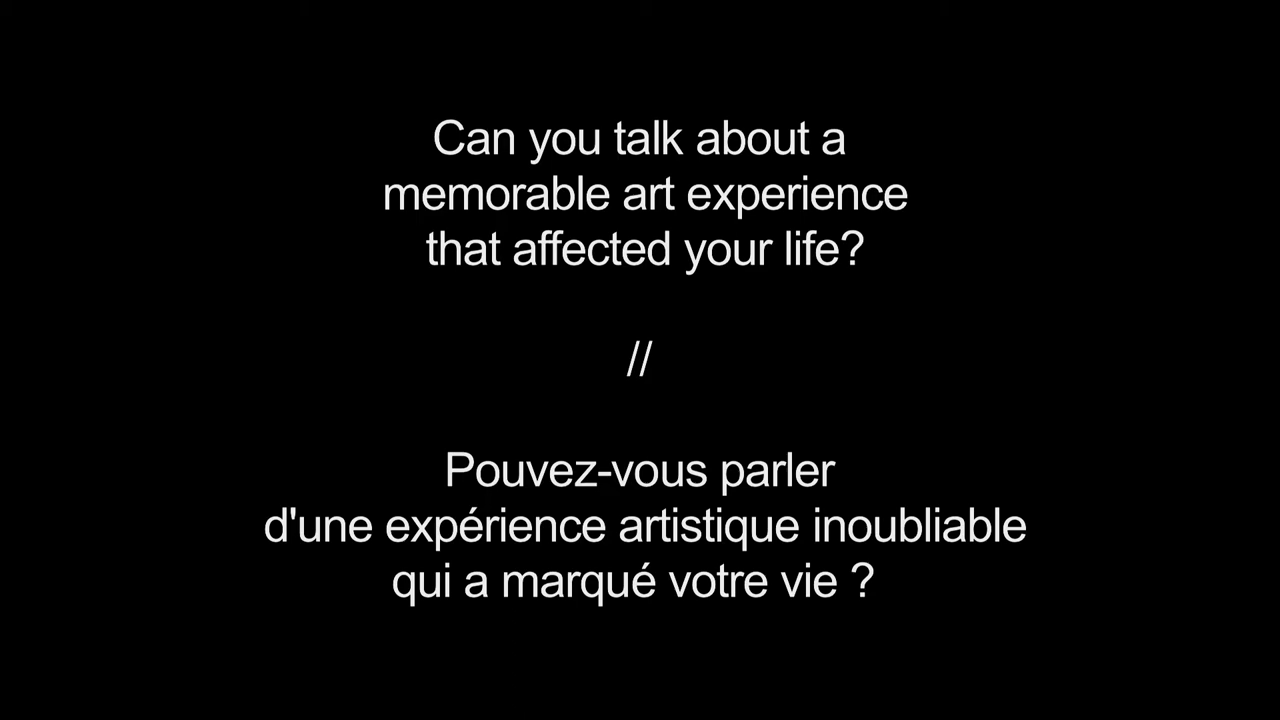 Can you talk about a
memorable art experience
that affected your life?
//
Pouvez-vous parler
d'une expérience artistique inoubliable
qui a marqué votre vie ?